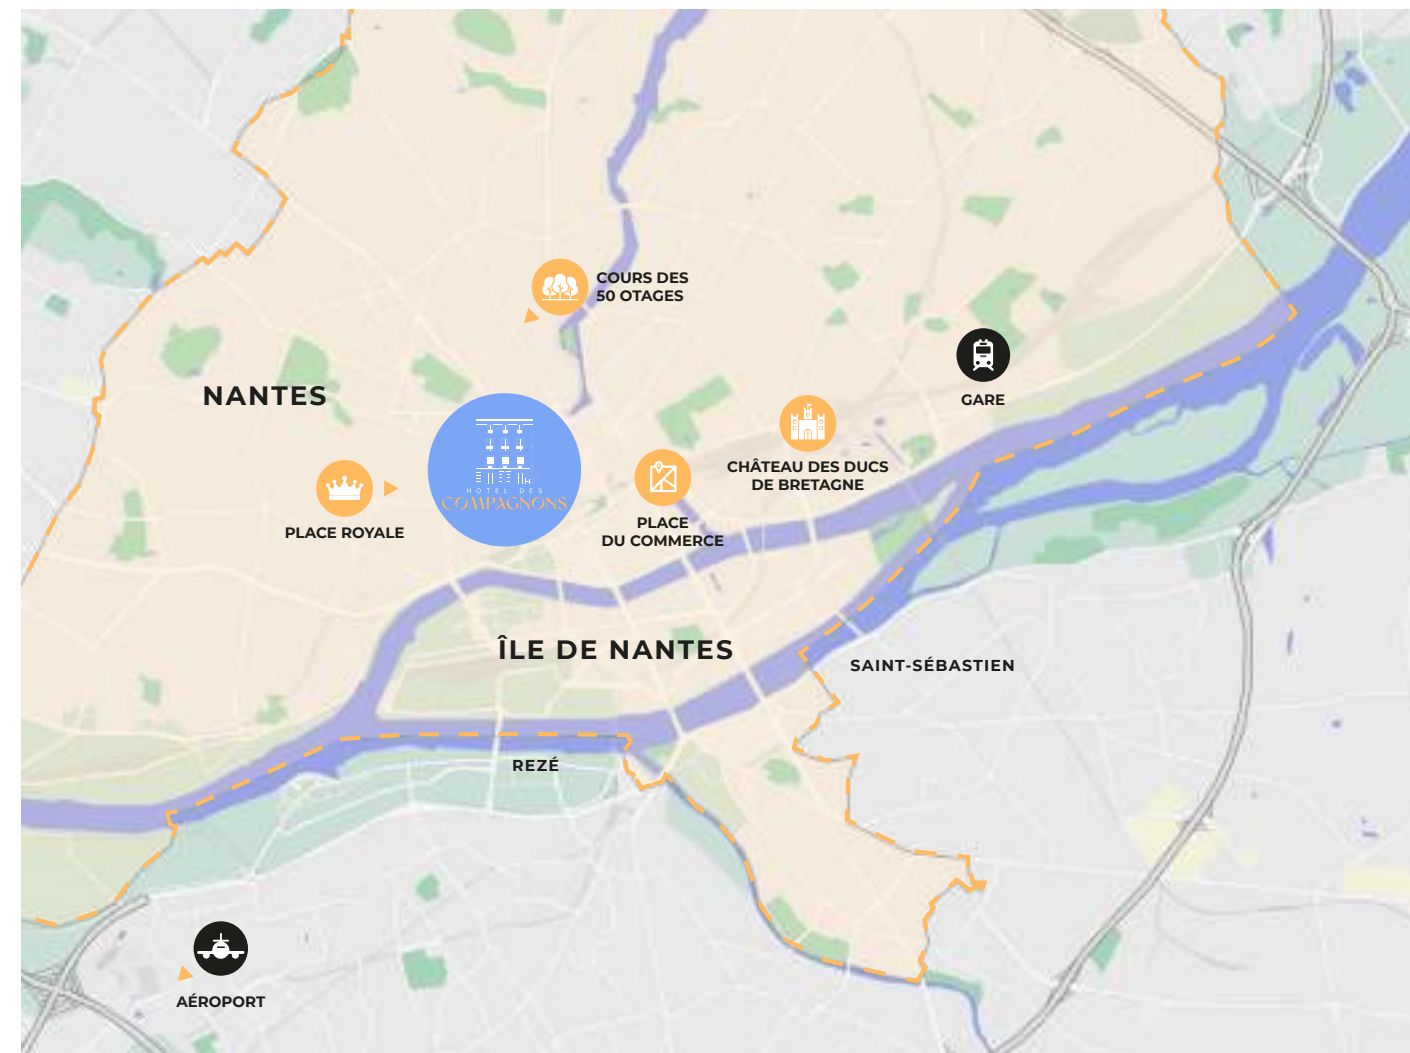 COURS DES
50 OTAGES
NANTES
GARE
CHÂTEAU DES DUCS
DE BRETAGNE
HOTEL DES
COMPAGNONS
PLACE ROYALE
PLACE
DU COMMERCE
ÎLE DE NANTES
SAINT-SÉBASTIEN
REZÉ
AÉROPORT